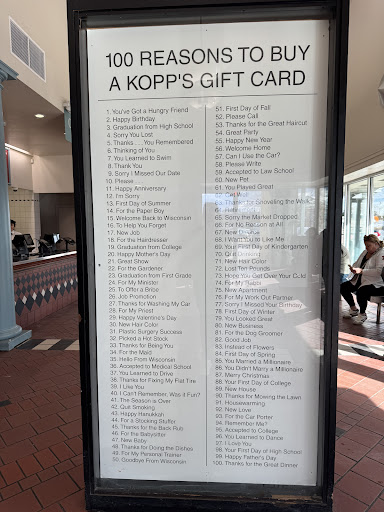 100 REASONS TO BUY
A KOPP'S GIFT CARD
1. You've Got a Hungry Friend
2. Happy Birthday
3. Graduation from High School
4. Sorry You Lost
5. Thanks . . . You Remembered
6. Thinking of You
7. You Learned to Swim
8. Thank You
9. Sorry I Missed Our Date
10. Please . . .
11. Happy Anniversary
12. I'm Sorry
13. First Day of Summer
14. For the Paper Boy
15. Welcome Back to Wisconsin
16. To Help You Forget
17. New Job
18. For the Hairdresser
19. Graduation from College
20. Happy Mother's Day
21. Great Show
22. For the Gardener
23. Graduation from First Grade
24. For My Minister
25. To Offer a Bribe
26. Job Promotion
27. Thanks for Washing My Car
28. For My Priest
29. Happy Valentine's Day
30. New Hair Color
31. Plastic Surgery Success
32. Picked a Hot Stock
33. Thanks for Being You
34. For the Maid
35. Hello From Wisconsin
36. Accepted to Medical School
37. You Learned to Drive
38. Thanks for Fixing My Flat Tire
39. I Like You
40. I Can't Remember, Was it Fun?
41. The Season is Over
42. Quit Smoking
43. Happy Hanukkah
44. For a Stocking Stuffer
45. Thanks for the Back Rub
46. For the Babysitter
47. New Baby
48. Thanks for Doing the Dishes
49. For My Personal Trainer
50. Goodbye From Wisconsin
51. First Day of Fall
52. Please Call
53. Thanks for the Great Haircut
54. Great Party
55. Happy New Year
56. Welcome Home
57. Can I Use the Car?
58. Please Write
59. Accepted to Law School
60. New Pet
61. You Played Great
62. Get Well
63. Thanks for Shoveling the Walk
64.
65. Sorry the Market Dropped
66. For No Reason at All
67. New Divorce
68. I Want You to Like Me
69. Your First Day of Kindergarten
70. Quit Drinking
71. New Hair Color
72. Lost Ten Pounds
73. Hope You Get Over Your Cold
74. For My Rabbi
75. New Apartment
76. For My Work Out Partner
77. Sorry I Missed Your Birthday
78. First Day of Winter
79. You Looked Great
80. New Business
81. For the Dog Groomer
82. Good Job
83. Instead of Flowers
84. First Day of Spring
85. You Married a Millionaire
86. You Didn't Marry a Millionaire
87. Merry Christmas
88. Your First Day of College
89. New House
90. Thanks for Mowing the Lawn
91. Housewarming
92. New Love
93. For the Car Porter
94. Remember Me?
95. Accepted to College
96. You Learned to Dance
97. I Love You
98. Your First Day of High School
99. Happy Father's Day
100. Thanks for the Great Dinner